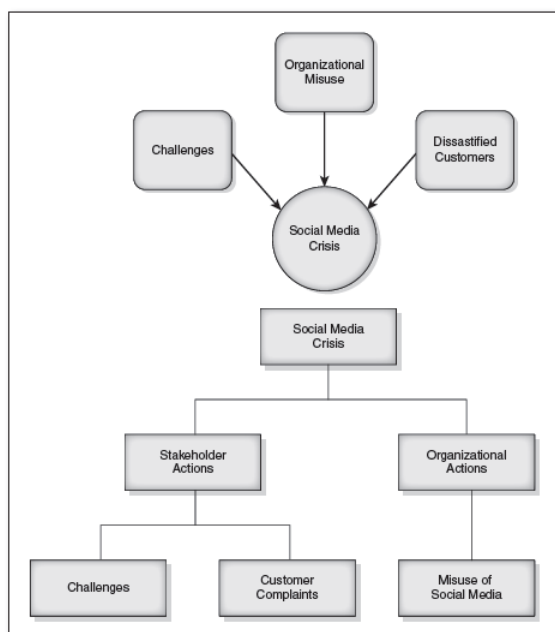 Organizational
Misuse
Challenges
Dissastified
Customers
Social Media
Crisis
Social Media
Crisis
Stakeholder
Actions
Organizational
Actions
Challenges
Customer
Complaints
Misuse of
Social Media